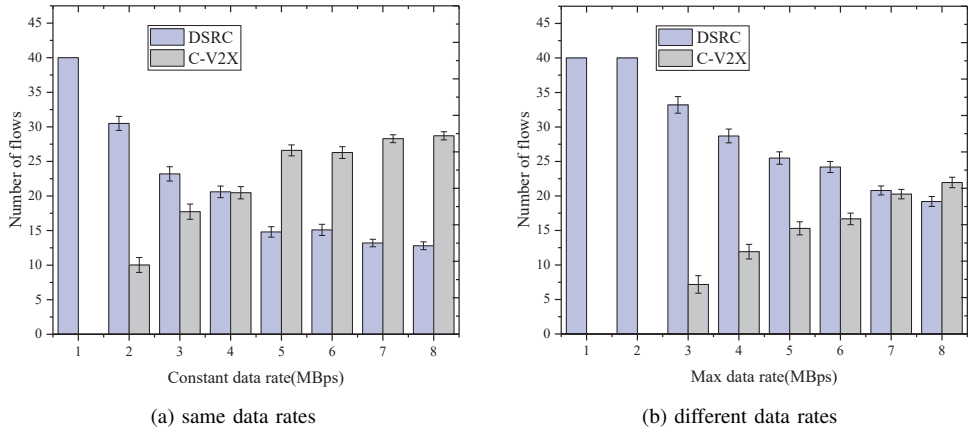 45
40
35
30
25
20
15
10
5
0
Number of flows
DSRC
C-V2X
1 2 3 4 5 6 7 8
Constant data rate(MBps)
(a) same data rates
45
40
35
30
25
20
15
10
5
0
Number of flows
DSRC
C-V2X
1 2 3 4 5 6 7 8
Max data rate(MBps)
(b) different data rates